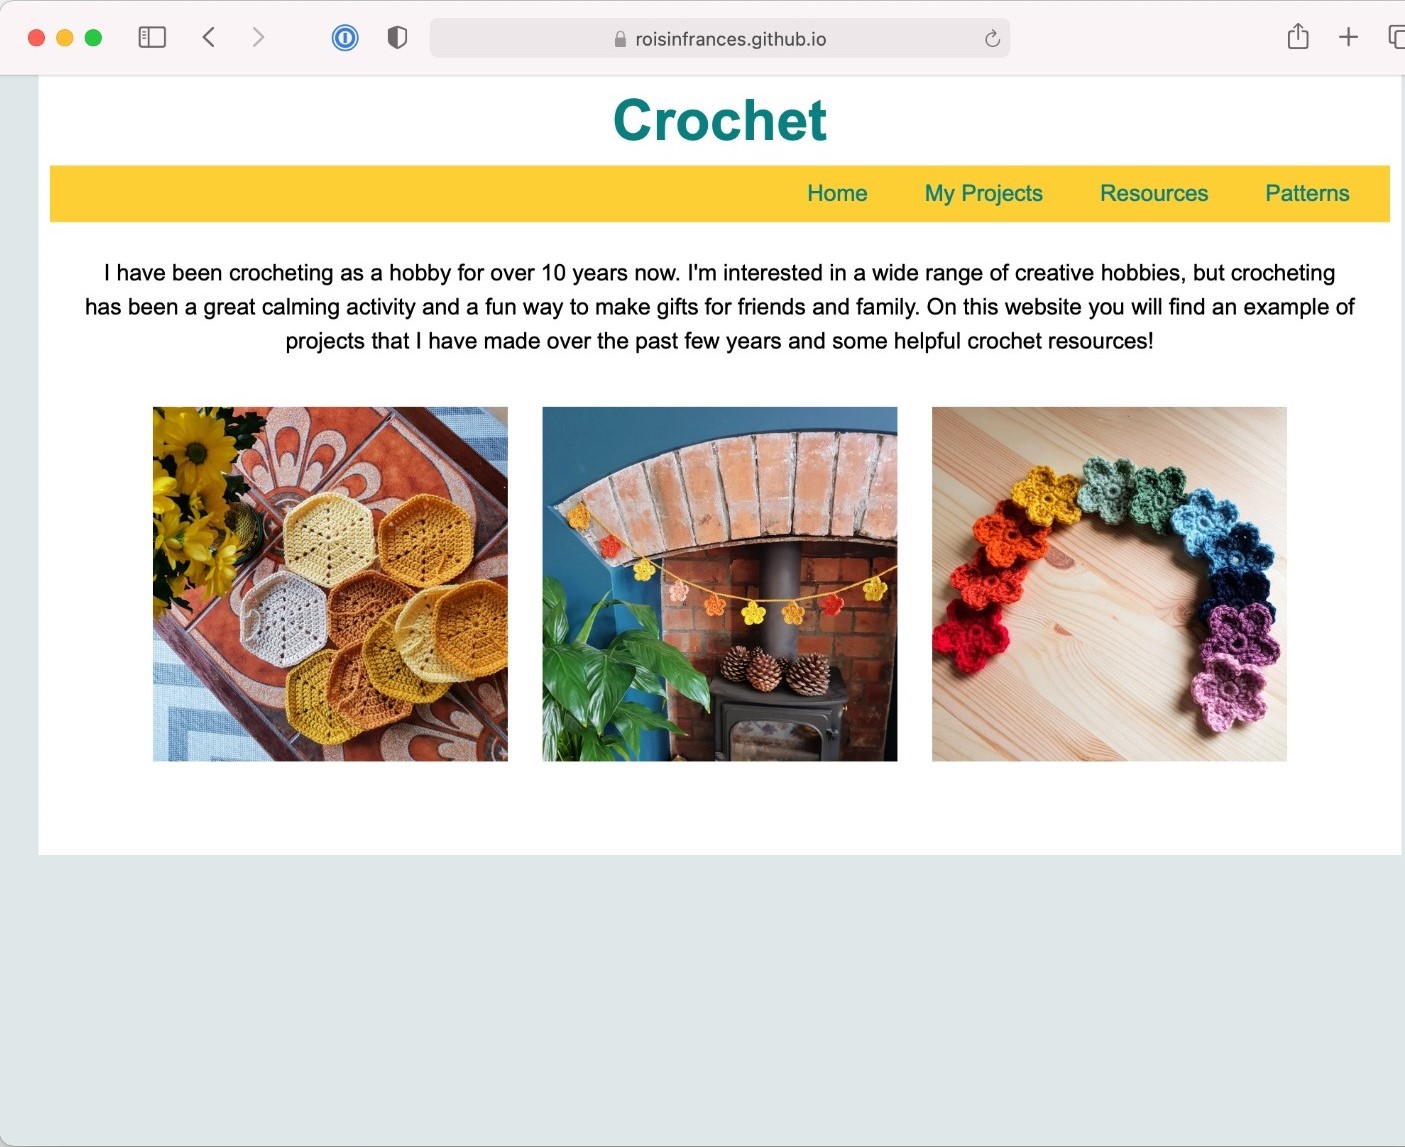 roisinfrances.github.io
Crochet
Home My Projects Resources Patterns
I have been crocheting as a hobby for over 10 years now. I'm interested in a wide range of creative hobbies, but crocheting
has been a great calming activity and a fun way to make gifts for friends and family. On this website you will find an example of
projects that I have made over the past few years and some helpful crochet resources!